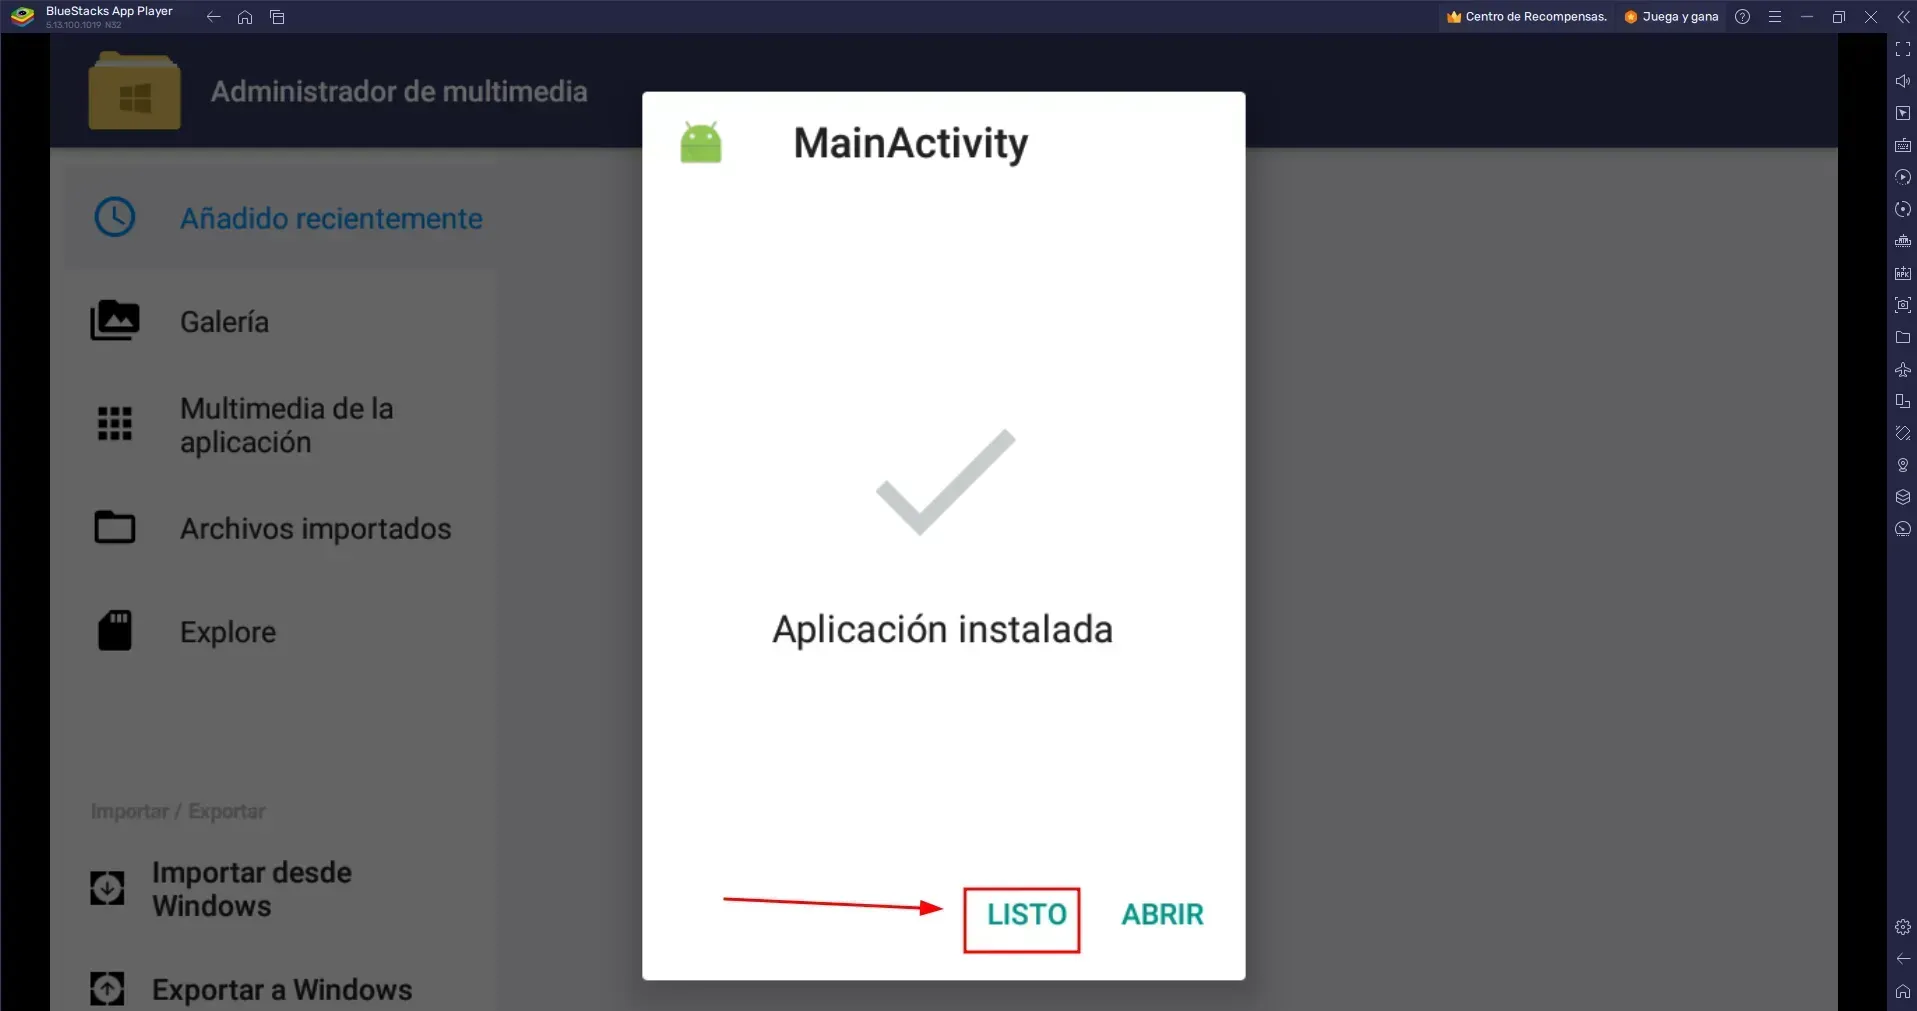 BlueStacks App Player
5.13.100.1019 N32
Centro de Recompensas.
Juega y gana
Administrador de multimedia
Añadido recientemente
Galería
Multimedia de la
aplicación
Archivos importados
Explore
Importar / Exportar
Importar desde
Windows
Exportar a Windows
MainActivity
Aplicación instalada
LISTO
ABRIR
APK